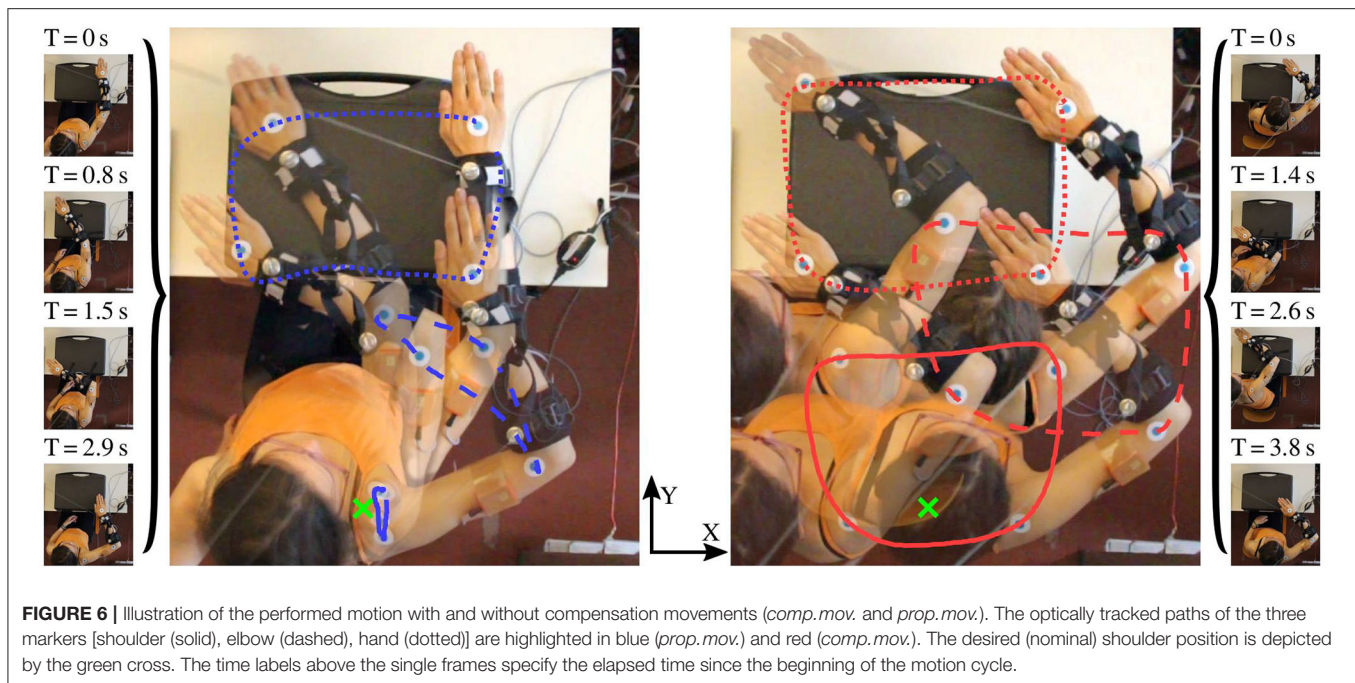 T = 0 s
T = 0.8 s
T = 1.5 s
T = 2.9 s
Y
X
T = 0 s
T = 1.4 s
T = 2.6 s
T = 3.8 s
FIGURE 6 | Illustration of the performed motion with and without compensation movements (comp.mov. and prop.mov.). The optically tracked paths of the three
markers [shoulder (solid), elbow (dashed), hand (dotted)] are highlighted in blue (prop.mov.) and red (comp.mov.). The desired (nominal) shoulder position is depicted
by the green cross. The time labels above the single frames specify the elapsed time since the beginning of the motion cycle.